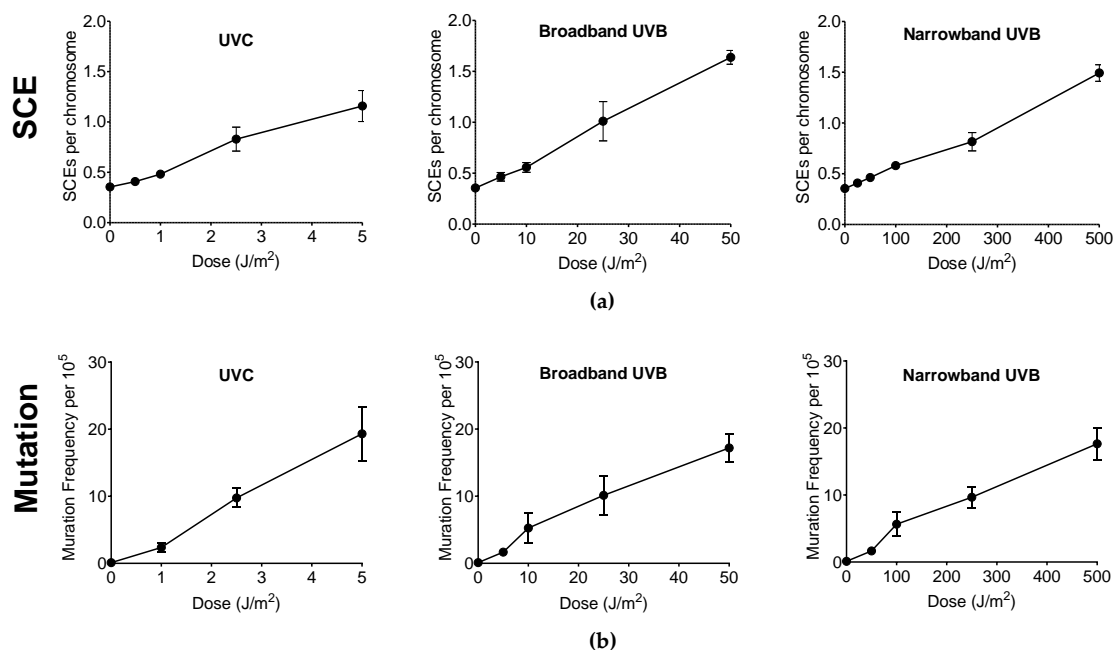 SCE
UVC
SCEs per chromosome
2.0
1.5
1.0
0.5
0.0
0 1 2 3 4 5
Dose (J/m²)
Broadband UVB
SCEs per chromosome
2.0
1.5
1.0
0.5
0.0
0 10 20 30 40 50
Dose (J/m²)
Narrowband UVB
SCEs per chromosome
2.0
1.5
1.0
0.5
0.0
0 100 200 300 400 500
Dose (J/m²)
(a)
Mutation
UVC
Muration Frequency per 10⁵
30
20
10
0
0 1 2 3 4 5
Dose (J/m²)
Broadband UVB
Muration Frequency per 10⁵
30
20
10
0
0 10 20 30 40 50
Dose (J/m²)
Narrowband UVB
Muration Frequency per 10⁵
30
20
10
0
0 100 200 300 400 500
Dose (J/m²)
(b)